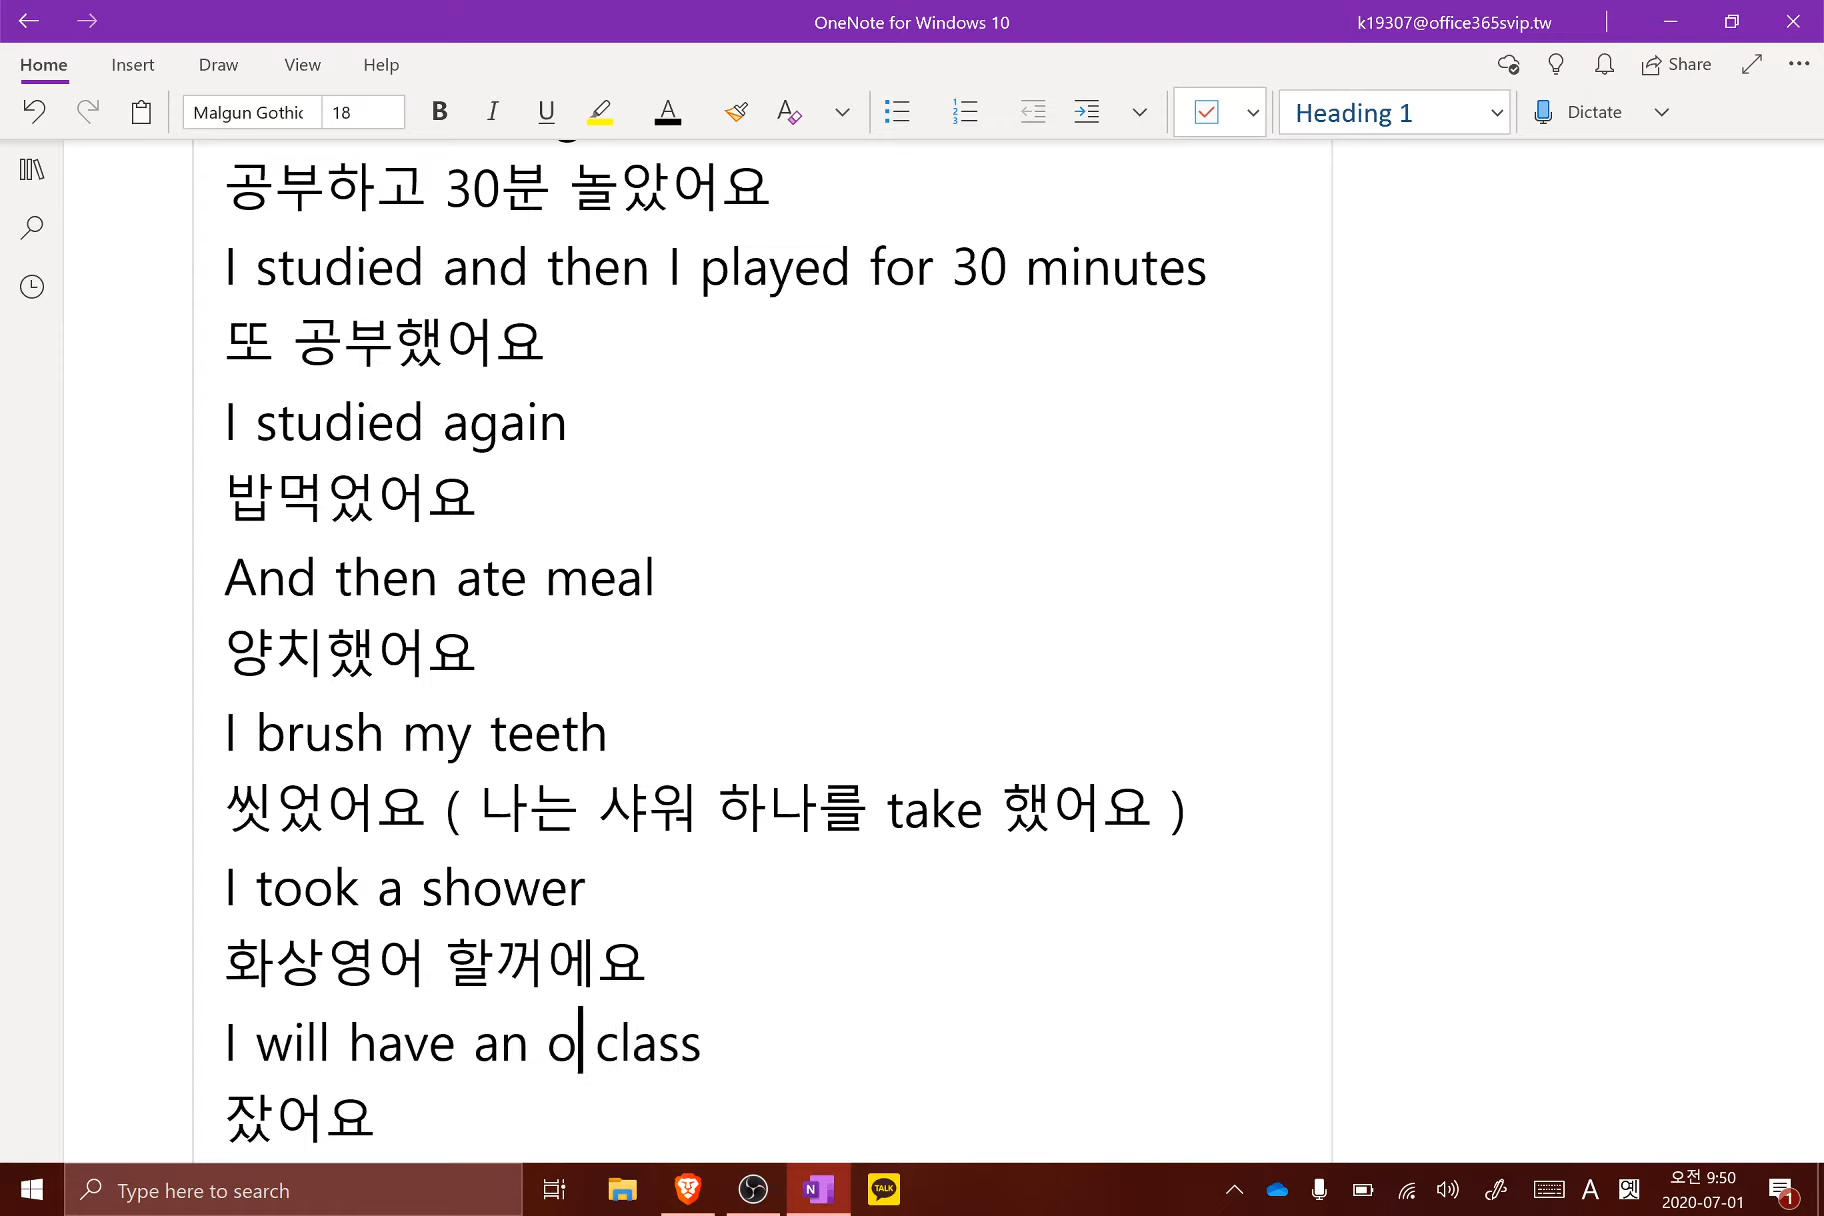 OneNote for Windows 10
k19307@office365svip.tw
Home Insert Draw View Help
Share
Malgun Gothic 18
B I U A A
Heading 1
Dictate
공부하고 30분 놀았어요
I studied and then I played for 30 minutes
또 공부했어요
I studied again
밥먹었어요
And then ate meal
양치했어요
I brush my teeth
씻었어요 ( 나는 샤워 하나를 take 했어요 )
I took a shower
화상영어 할꺼에요
I will have an o class
잤어요
Type here to search
N
TALK
A
오전 9:50
2020-07-01
1